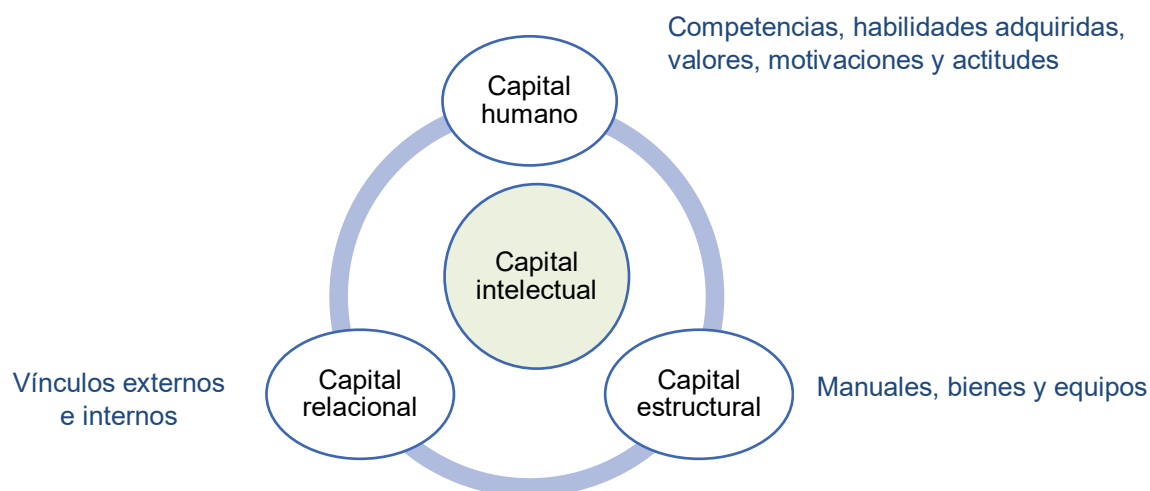 Competencias, habilidades adquiridas,
valores, motivaciones y actitudes
Capital
humano
Capital
intelectual
Vínculos externos
e internos
Capital
relacional
Capital
estructural
Manuales, bienes y equipos